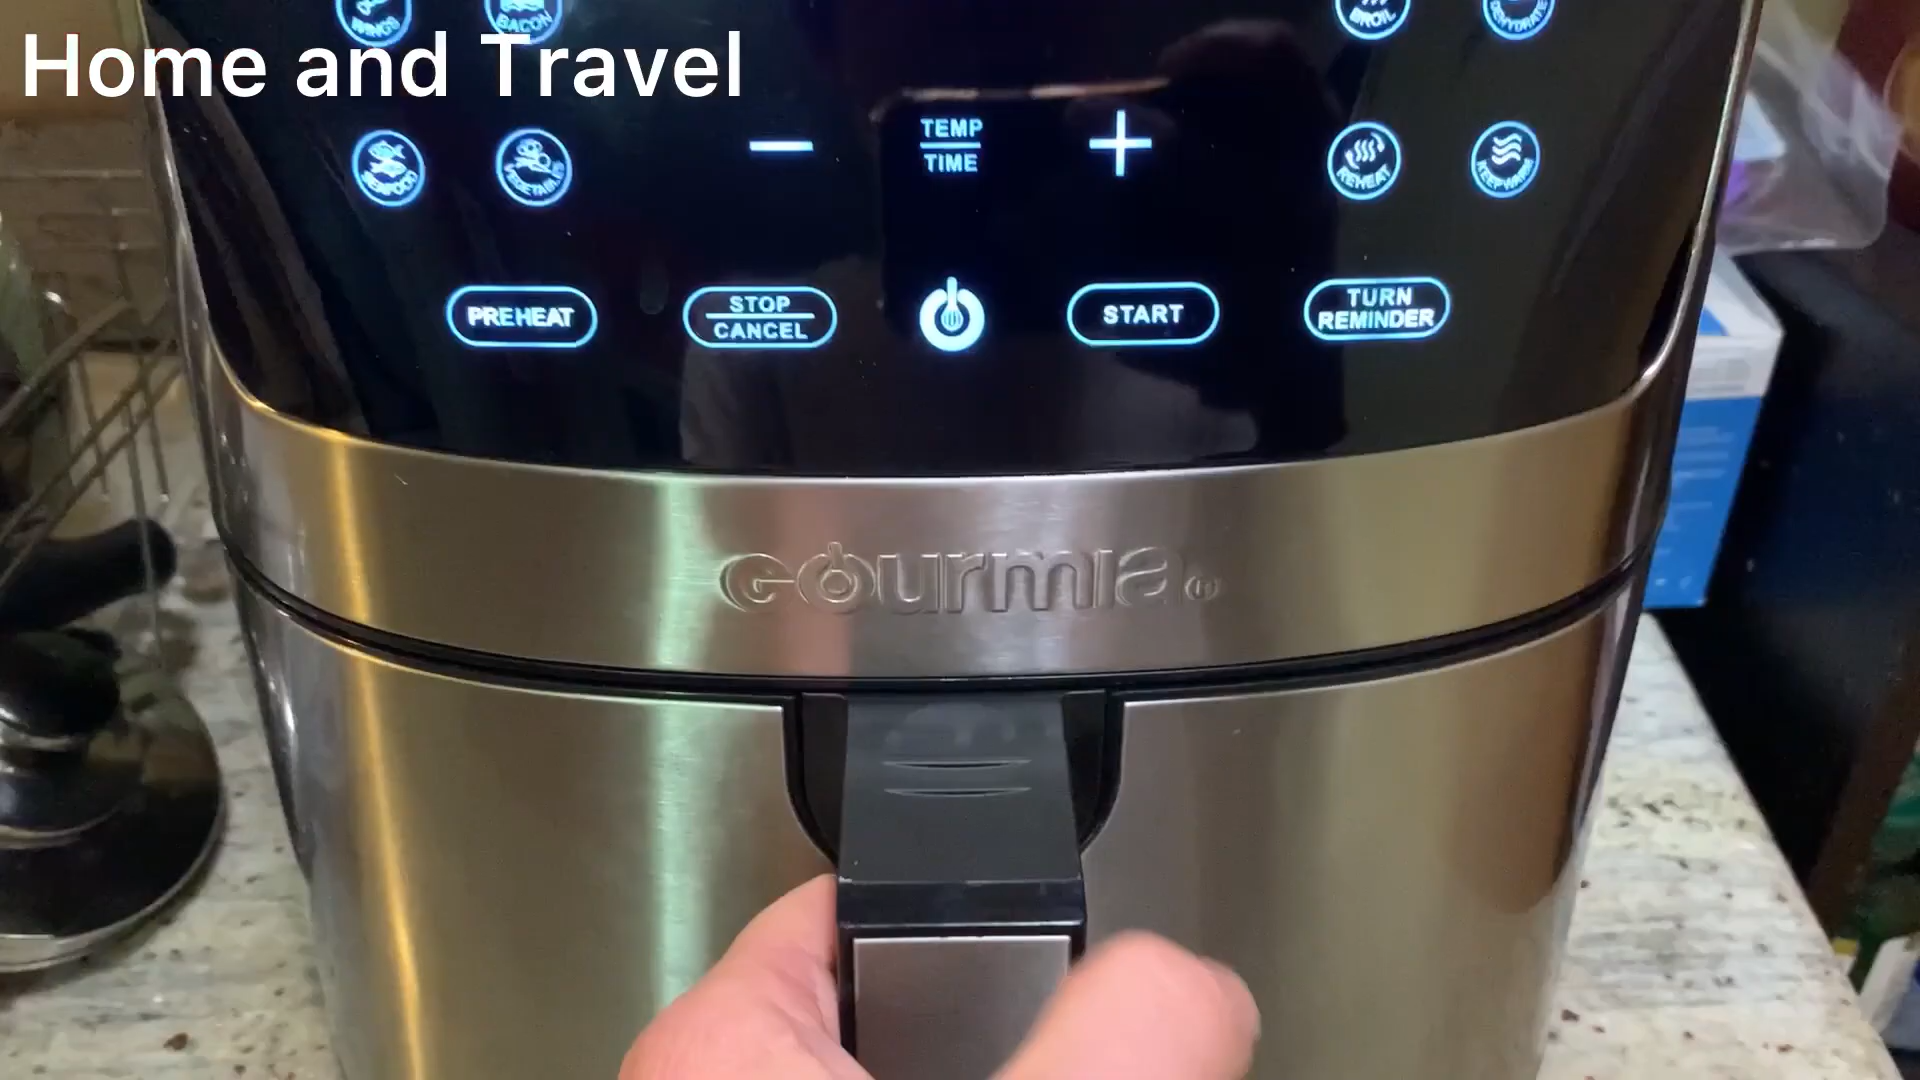 WINGS
BACON
BROIL
DEHYDRATE
Home and Travel
SEAFOOD
VEGETABLES
TEMP
TIME
REHEAT
KEEP WARM
PREHEAT
STOP
CANCEL
START
TURN
REMINDER
Gourmia